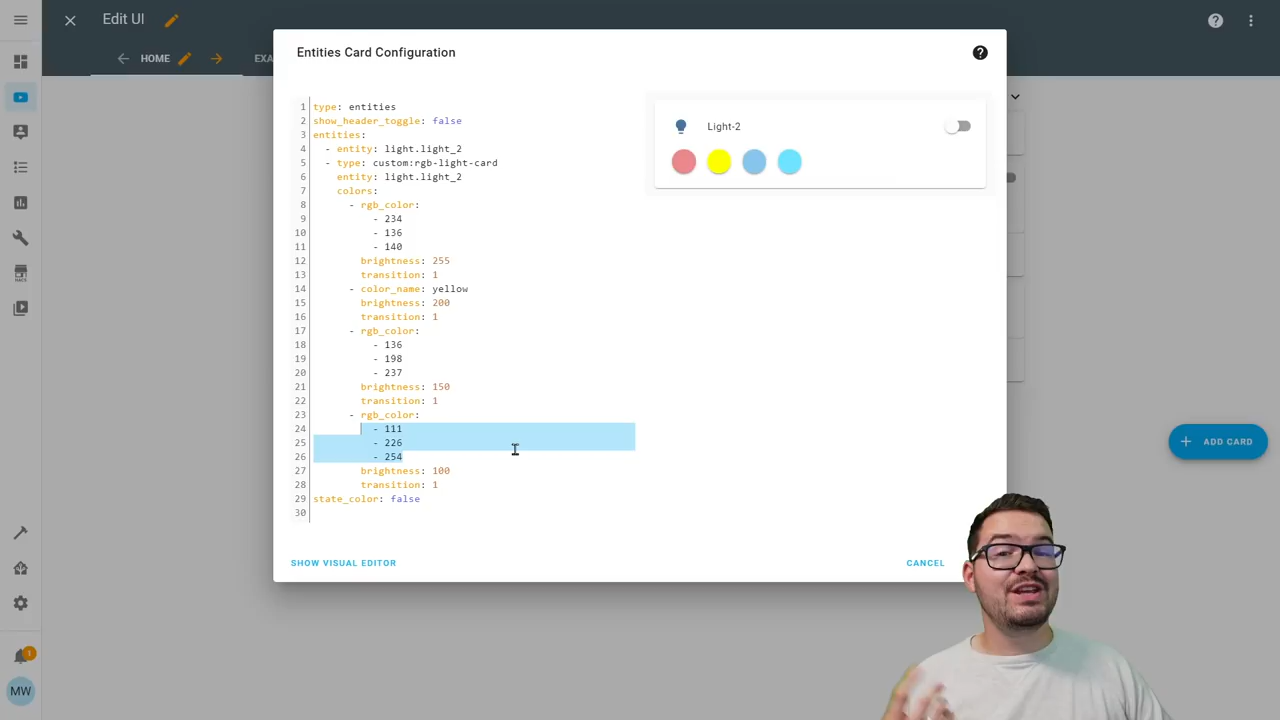 Edit UI
HOME
EXA
Entities Card Configuration
1 type: entities
2 show_header_toggle: false
3 entities:
4   - entity: light.light_2
5   - type: custom:rgb-light-card
6     entity: light.light_2
7     colors:
8       - rgb_color:
9           - 234
10           - 136
11           - 140
12         brightness: 255
13         transition: 1
14       - color_name: yellow
15         brightness: 200
16         transition: 1
17       - rgb_color:
18           - 136
19           - 198
20           - 237
21         brightness: 150
22         transition: 1
23       - rgb_color:
24           - 111
25           - 226
26           - 254
27         brightness: 100
28         transition: 1
29 state_color: false
30
Light-2
ADD CARD
SHOW VISUAL EDITOR
CANCEL
1
MW